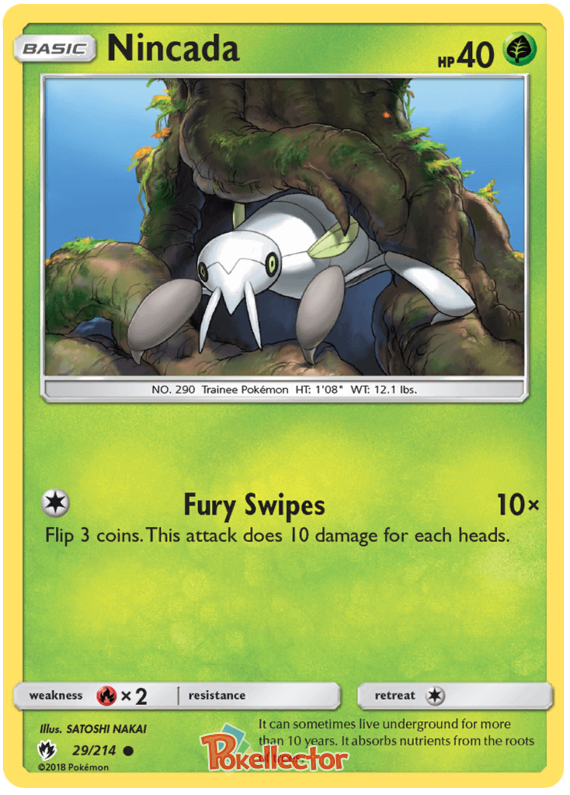 BASIC Nincada HP 40
NO. 290 Trainee Pokémon HT: 1'08" WT: 12.1 lbs.
Fury Swipes 10×
Flip 3 coins. This attack does 10 damage for each heads.
weakness × 2 resistance retreat
Illus. SATOSHI NAKAI
29/214
©2018 Pokémon
It can sometimes live underground for more
than 10 years. It absorbs nutrients from the roots
Pokellector